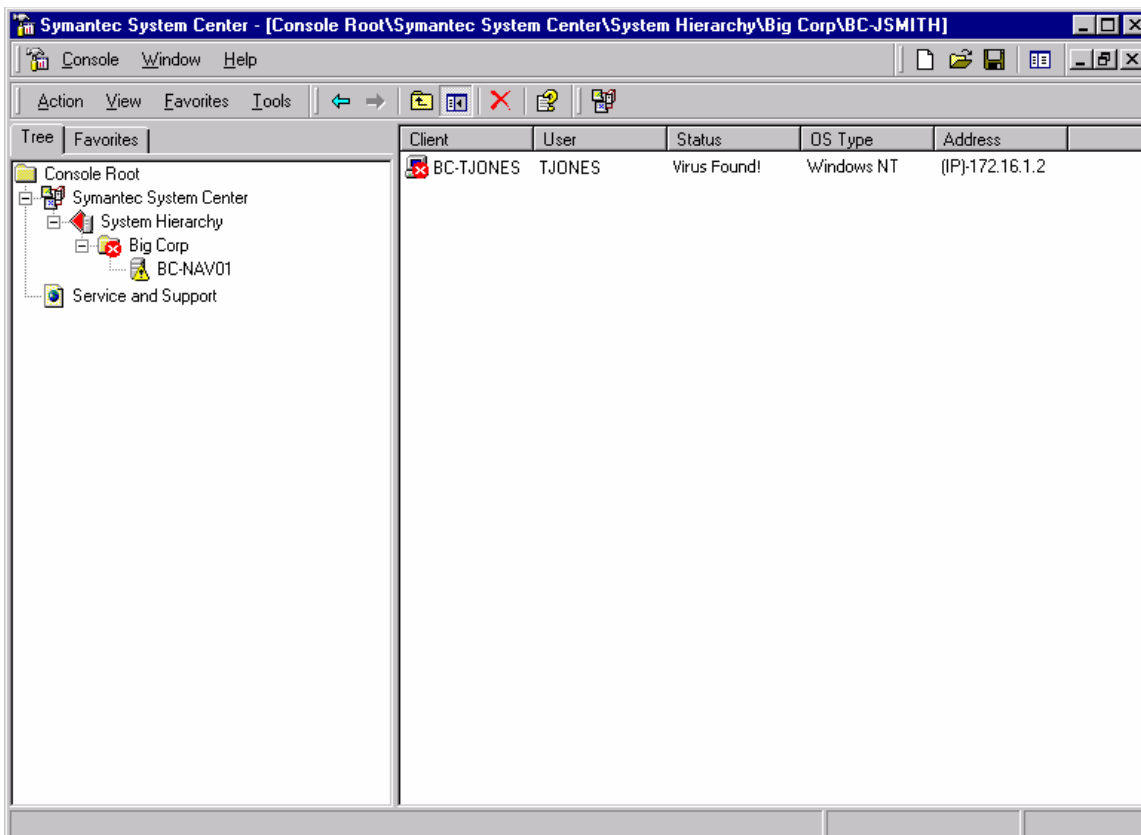 Symantec System Center - [Console Root\Symantec System Center\System Hierarchy\Big Corp\BC-JSMITH]
Console Window Help
Action View Favorites Tools
Tree Favorites
Console Root
Symantec System Center
System Hierarchy
Big Corp
BC-NAV01
Service and Support
Client User Status OS Type Address
BC-TJONES TJONES Virus Found! Windows NT (IP)-172.16.1.2